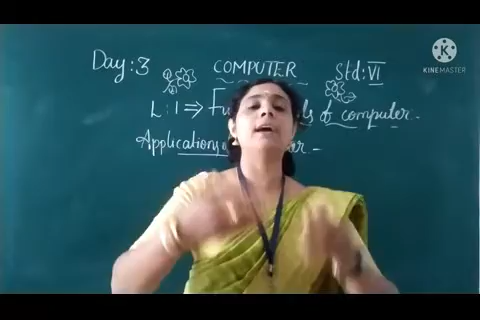 Day:3 COMPUTER Std:VI
L:1 ⇒ of computer.
Applications
KINEMASTER